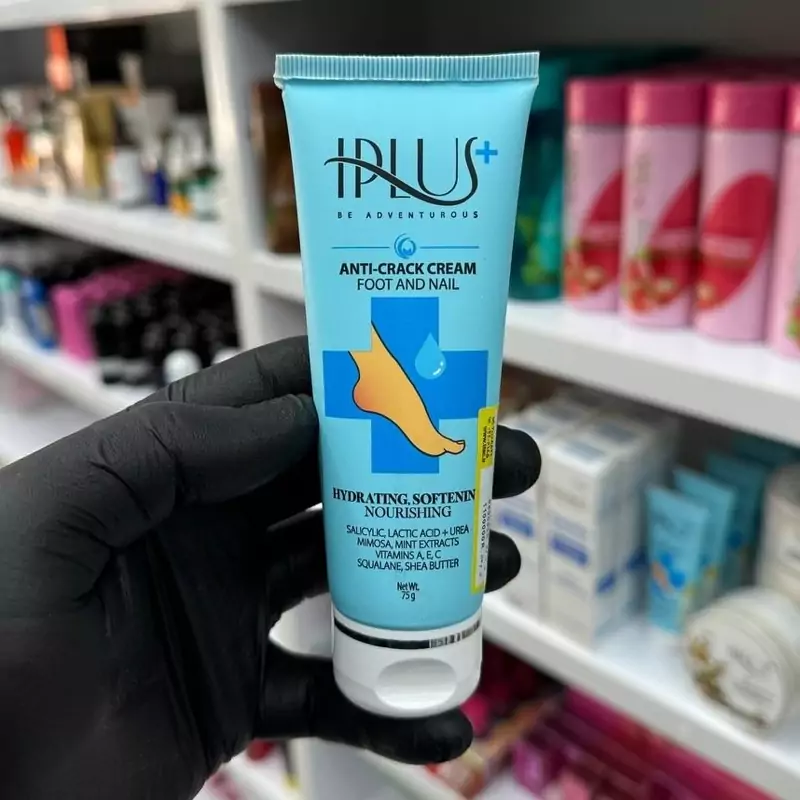 IPLUS+
BE ADVENTUROUS
ANTI-CRACK CREAM
FOOT AND NAIL
HYDRATING, SOFTENIN
NOURISHING
SALICYLIC, LACTIC ACID + UREA
MIMOSA, MINT EXTRACTS
VITAMINS A, E, C
SQUALANE, SHEA BUTTER
Net Wt.
75 g